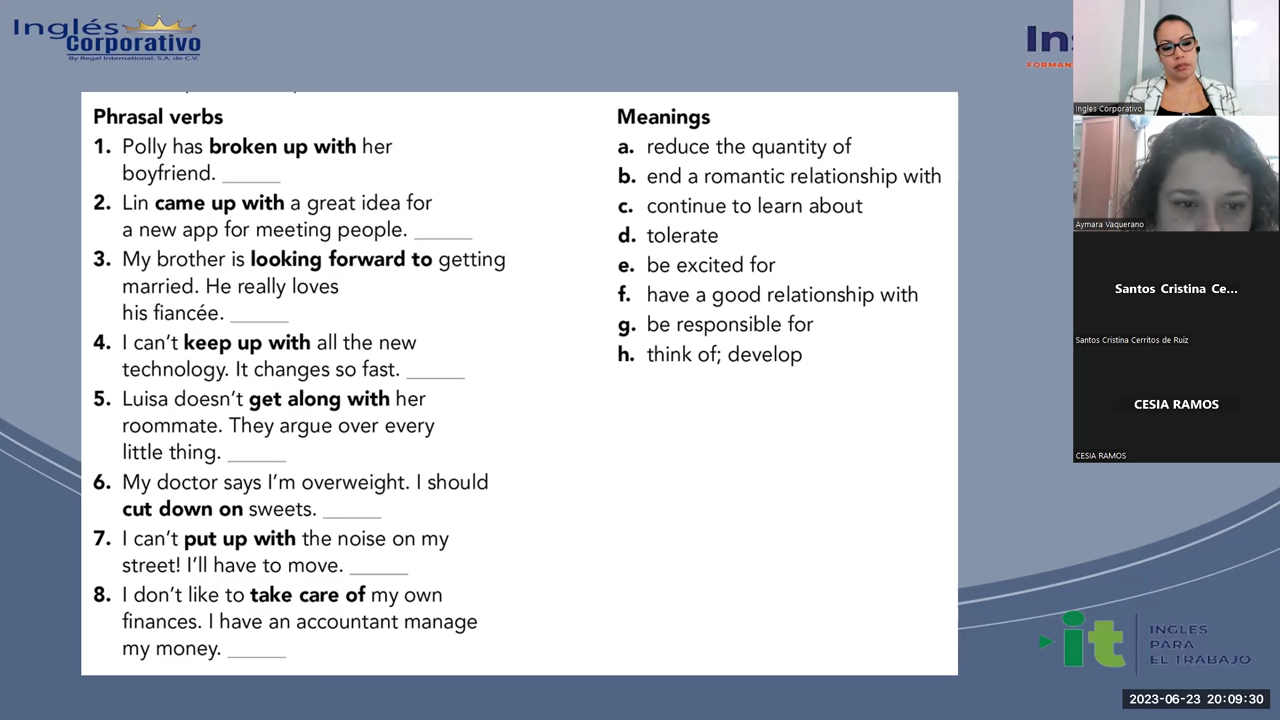 Inglés
Corporativo
By Regal International, S.A. de C.V.
In
FORMAN
Phrasal verbs
1. Polly has broken up with her
boyfriend. ______
2. Lin came up with a great idea for
a new app for meeting people. ______
3. My brother is looking forward to getting
married. He really loves
his fiancée. ______
4. I can't keep up with all the new
technology. It changes so fast. ______
5. Luisa doesn't get along with her
roommate. They argue over every
little thing. ______
6. My doctor says I'm overweight. I should
cut down on sweets. ______
7. I can't put up with the noise on my
street! I'll have to move. ______
8. I don't like to take care of my own
finances. I have an accountant manage
my money. ______
Meanings
a. reduce the quantity of
b. end a romantic relationship with
c. continue to learn about
d. tolerate
e. be excited for
f. have a good relationship with
g. be responsible for
h. think of; develop
Ingles Corporativo
Aymara Vaquerano
Santos Cristina Ce...
Santos Cristina Cerritos de Ruiz
CESIA RAMOS
CESIA RAMOS
it
INGLES
PARA
EL TRABAJO
2023-06-23 20:09:30